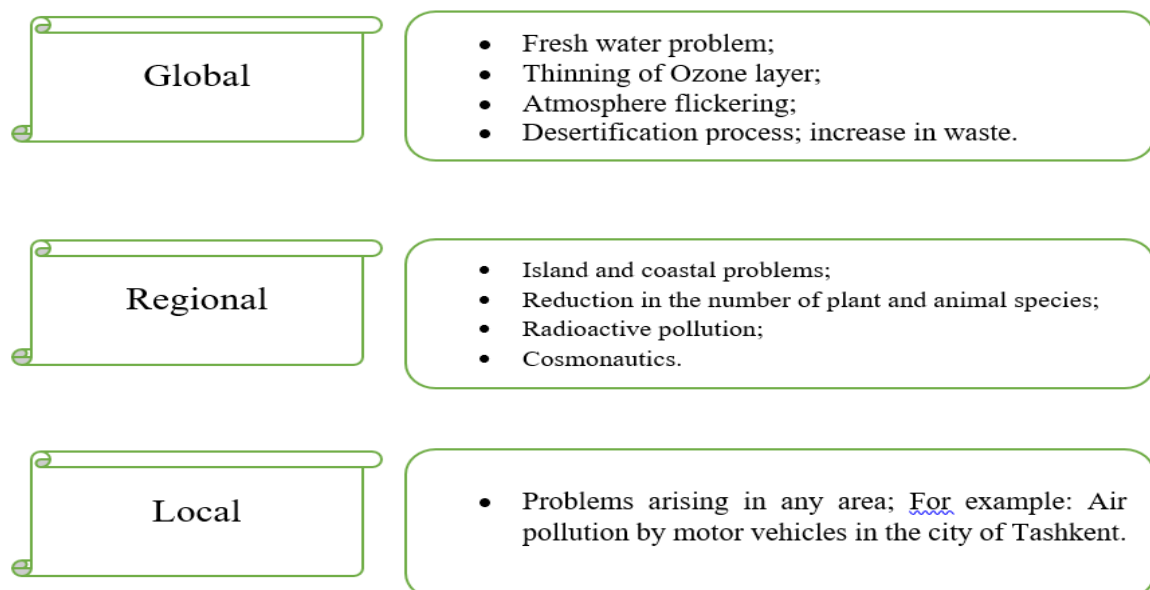 Global
• Fresh water problem;
• Thinning of Ozone layer;
• Atmosphere flickering;
• Desertification process; increase in waste.
Regional
• Island and coastal problems;
• Reduction in the number of plant and animal species;
• Radioactive pollution;
• Cosmonautics.
Local
• Problems arising in any area; For example: Air
pollution by motor vehicles in the city of Tashkent.